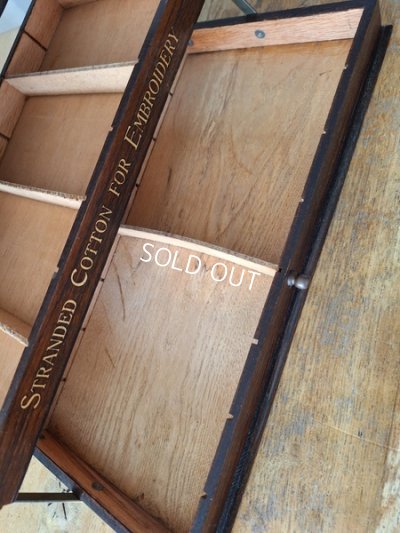 STRANDED COTTON FOR EMBROIDERY
SOLD OUT